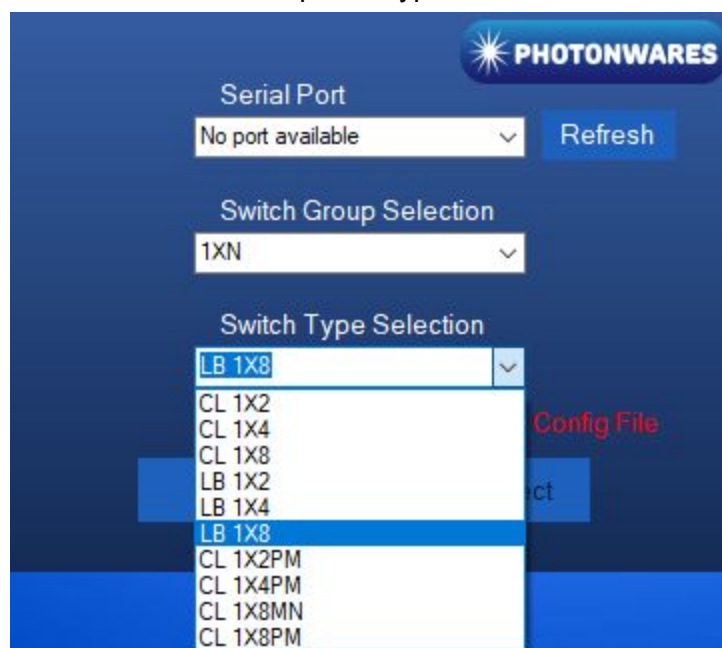 PHOTONWARES
Serial Port
No port available
Refresh
Switch Group Selection
1XN
Switch Type Selection
LB 1X8
CL 1X2
CL 1X4
Config File
CL 1X8
LB 1X2
ect
LB 1X4
LB 1X8
CL 1X2PM
CL 1X4PM
CL 1X8MN
CL 1X8PM